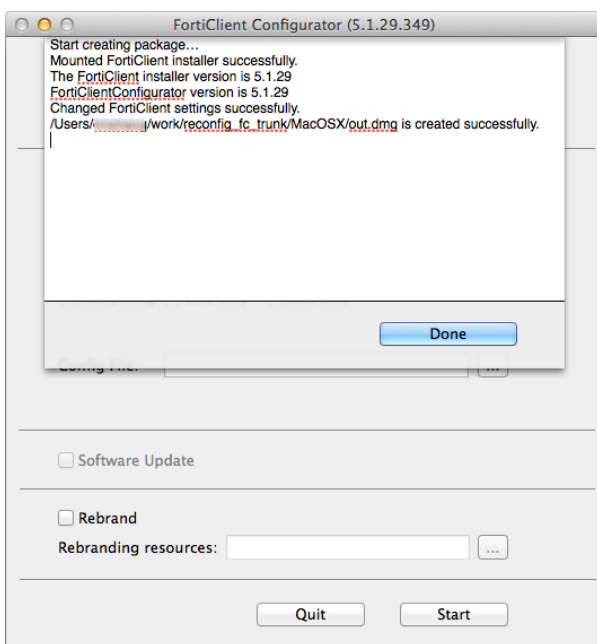 FortiClient Configurator (5.1.29.349)
Start creating package...
Mounted FortiClient installer successfully.
The FortiClient installer version is 5.1.29
FortiClientConfigurator version is 5.1.29
Changed FortiClient settings successfully.
/Users/ /work/reconfig_fc_trunk/MacOSX/out.dmg is created successfully.
Done
Config File:
...
Software Update
Rebrand
Rebranding resources:
...
Quit
Start